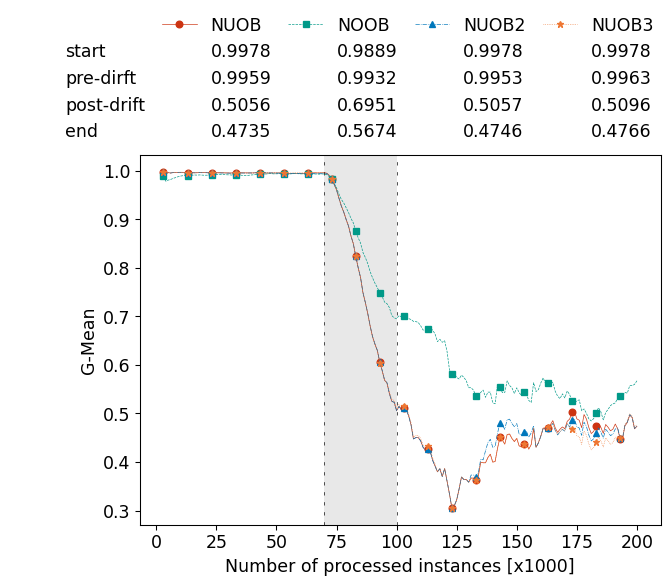 NUOB NOOB NUOB2 NUOB3
start 0.9978 0.9889 0.9978 0.9978
pre-dirft 0.9959 0.9932 0.9953 0.9963
post-drift 0.5056 0.6951 0.5057 0.5096
end 0.4735 0.5674 0.4746 0.4766
1.0
0.9
0.8
0.7
0.6
0.5
0.4
0.3
G-Mean
0 25 50 75 100 125 150 175 200
Number of processed instances [x1000]